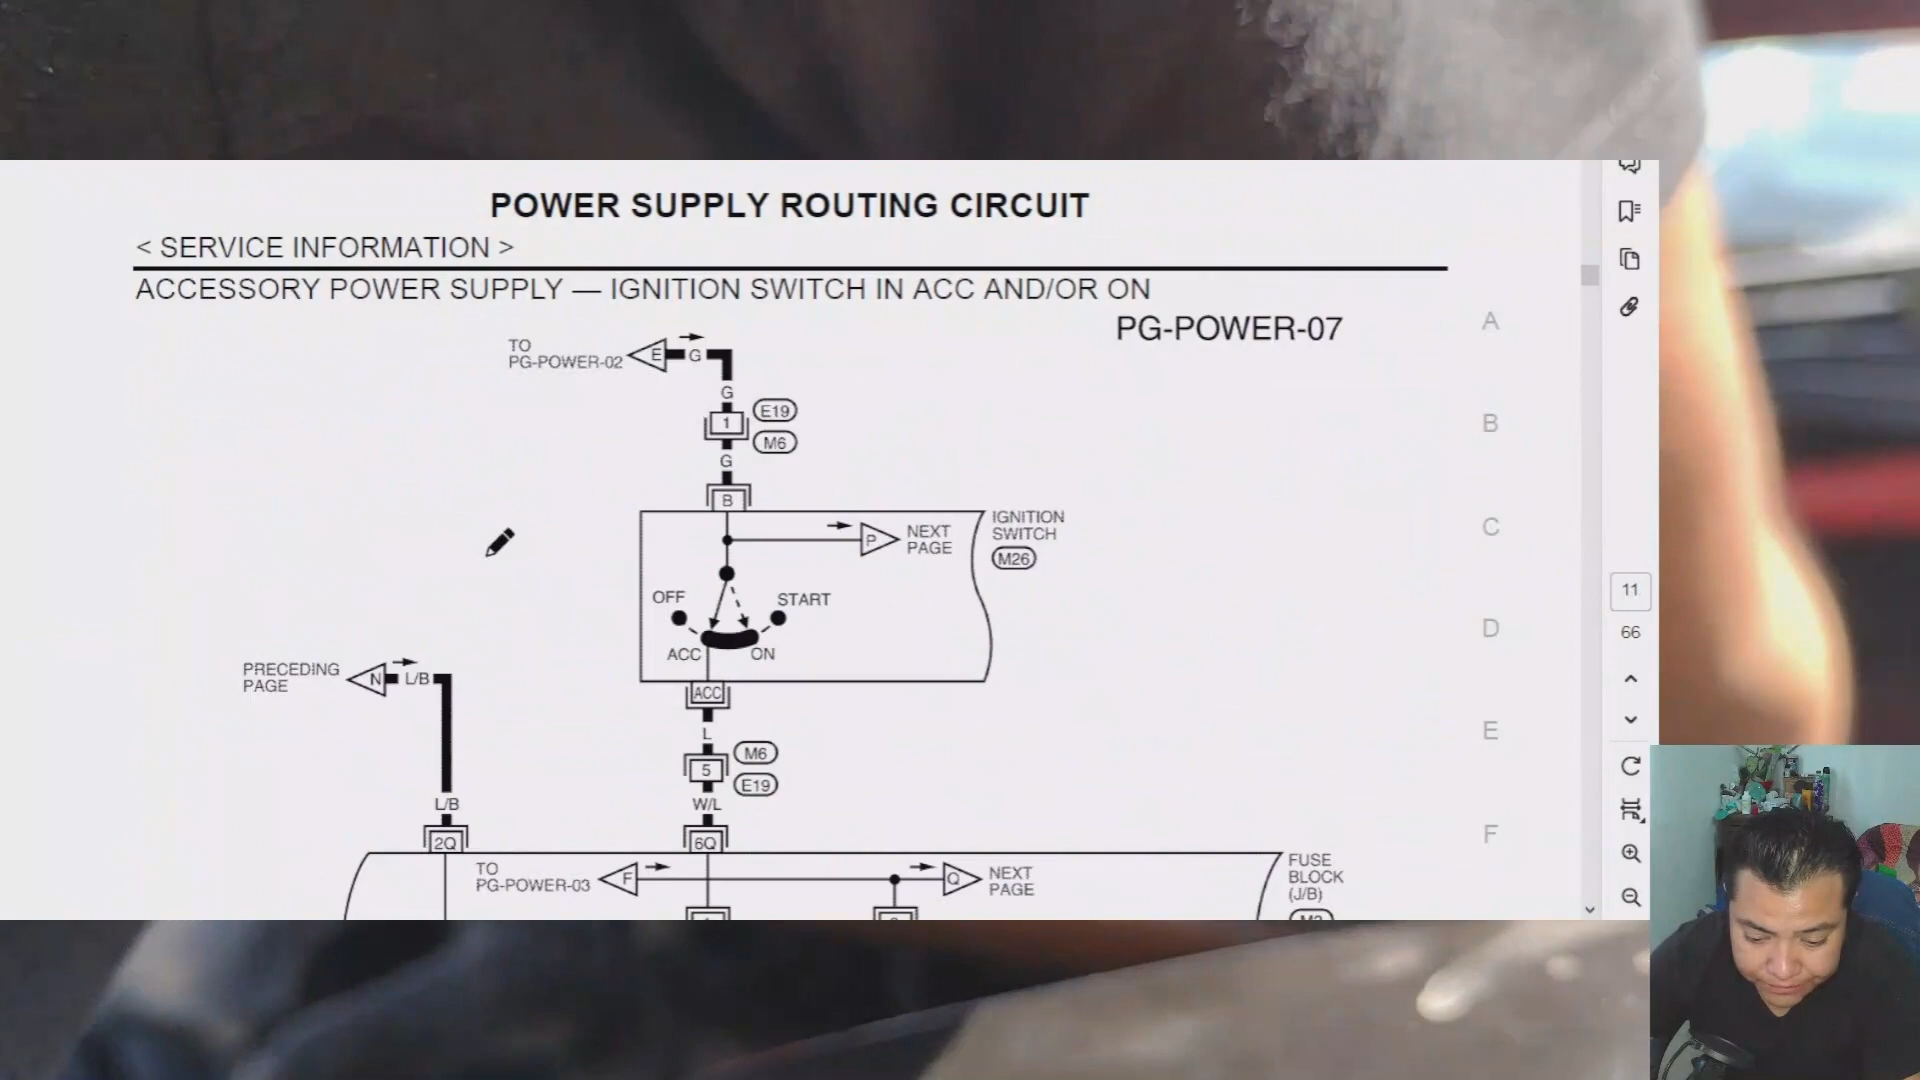 POWER SUPPLY ROUTING CIRCUIT
< SERVICE INFORMATION >
ACCESSORY POWER SUPPLY — IGNITION SWITCH IN ACC AND/OR ON
PG-POWER-07
A
TO
PG-POWER-02
E
G
G
1
E19
M6
B
G
B
IGNITION
SWITCH
M26
C
P
NEXT
PAGE
OFF
START
ACC
ON
D
11
66
PRECEDING
PAGE
N
L/B
ACC
L
M6
5
E19
E
L/B
W/L
2Q
6Q
F
TO
PG-POWER-03
F
Q
NEXT
PAGE
FUSE
BLOCK
(J/B)